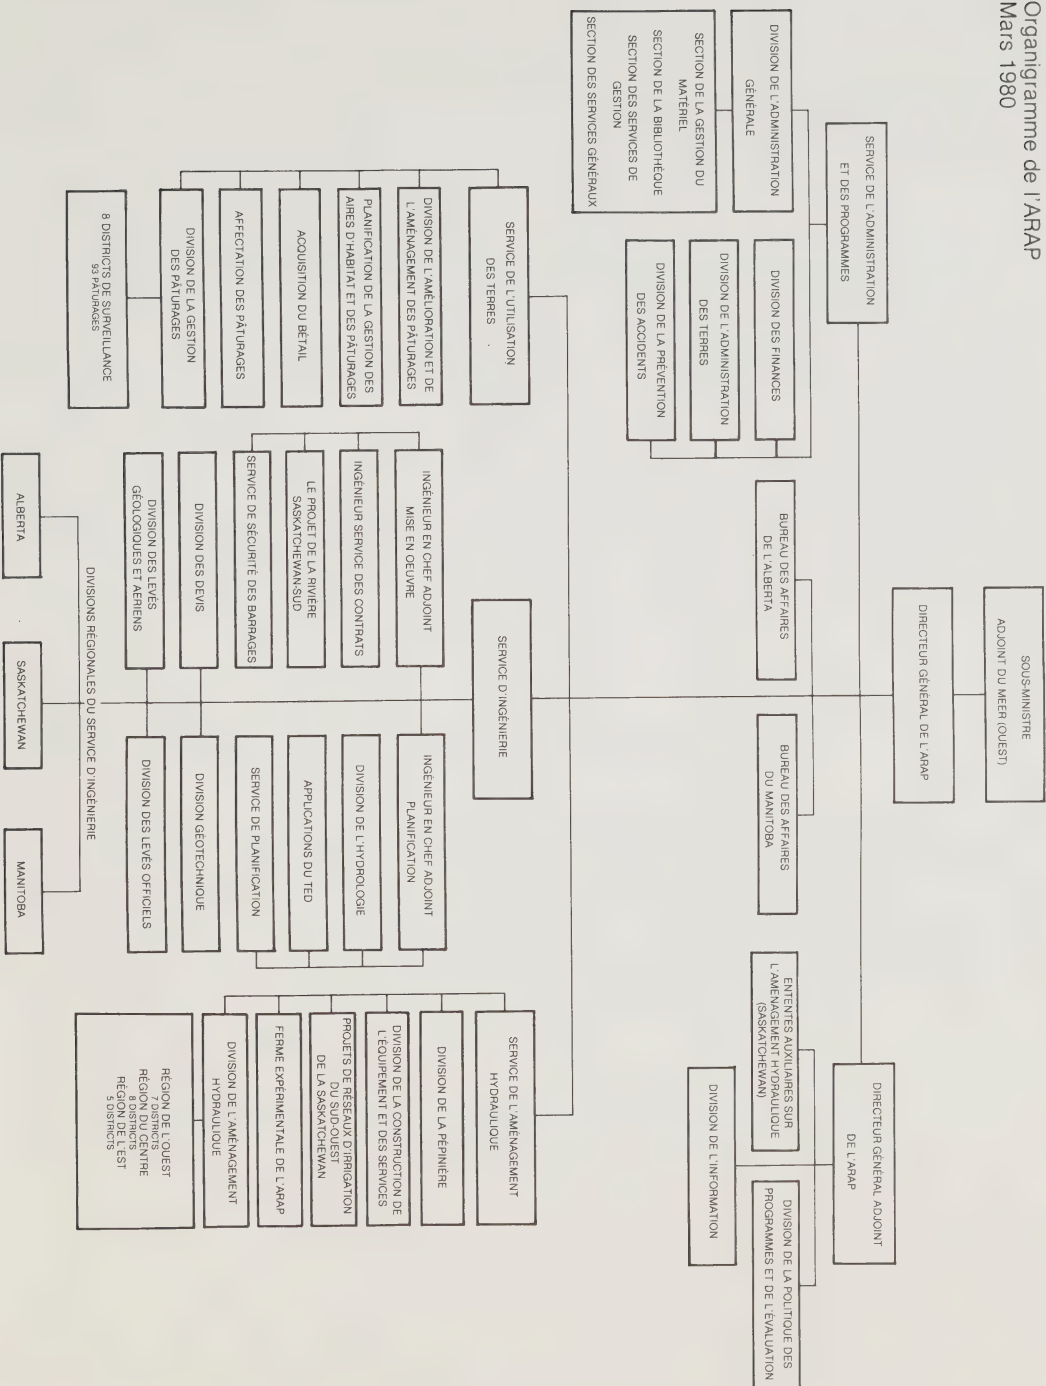 Organigramme de l'ARAP
Mars 1980
SOUS-MINISTRE
ADJOINT DU MEER (OUEST)
DIRECTEUR GÉNÉRAL DE L'ARAP
SERVICE DE L'ADMINISTRATION
ET DES PROGRAMMES
DIRECTEUR GÉNÉRAL ADJOINT
DE L'ARAP
DIVISION DE L'ADMINISTRATION
GÉNÉRALE
SECTION DE LA GESTION DU
MATÉRIEL
SECTION DE LA BIBLIOTHÈQUE
SECTION DES SERVICES DE
GESTION
SECTION DES SERVICES GÉNÉRAUX
DIVISION DES FINANCES
DIVISION DE L'ADMINISTRATION
DES TERRES
DIVISION DE LA PRÉVENTION
DES ACCIDENTS
BUREAU DES AFFAIRES
DE L'ALBERTA
BUREAU DES AFFAIRES
DU MANITOBA
ENTENTES AUXILIAIRES SUR
L'AMÉNAGEMENT HYDRAULIQUE
(SASKATCHEWAN)
DIVISION DE LA POLITIQUE DES
PROGRAMMES ET DE L'ÉVALUATION
DIVISION DE L'INFORMATION
SERVICE DE L'UTILISATION
DES TERRES
DIVISION DE L'AMÉLIORATION ET DE
L'AMÉNAGEMENT DES PÂTURAGES
PLANIFICATION DE LA GESTION DES
AIRES D'HABITAT ET DES PÂTURAGES
ACQUISITION DU BÉTAIL
AFFECTATION DES PÂTURAGES
DIVISION DE LA GESTION
DES PÂTURAGES
8 DISTRICTS DE SURVEILLANCE
93 PÂTURAGES
SERVICE D'INGÉNIERIE
INGÉNIEUR EN CHEF ADJOINT
MISE EN OEUVRE
INGÉNIEUR SERVICE DES CONTRATS
LE PROJET DE LA RIVIÈRE
SASKATCHEWAN-SUD
SERVICE DE SÉCURITÉ DES BARRAGES
DIVISION DES DEVIS
DIVISION DES LEVÉS
GÉOLOGIQUES ET AÉRIENS
INGÉNIEUR EN CHEF ADJOINT
PLANIFICATION
DIVISION DE L'HYDROLOGIE
APPLICATIONS DU TED
SERVICE DE PLANIFICATION
DIVISION GÉOTECHNIQUE
DIVISION DES LEVÉS OFFICIELS
DIVISIONS RÉGIONALES DU SERVICE D'INGÉNIERIE
ALBERTA
SASKATCHEWAN
MANITOBA
SERVICE DE L'AMÉNAGEMENT
HYDRAULIQUE
DIVISION DE LA PÉPINIÈRE
DIVISION DE LA CONSTRUCTION DE
L'ÉQUIPEMENT ET DES SERVICES
PROJETS DE RÉSEAUX D'IRRIGATION
DU SUD-OUEST
DE LA SASKATCHEWAN
FERME EXPÉRIMENTALE DE L'ARAP
DIVISION DE L'AMÉNAGEMENT
HYDRAULIQUE
RÉGION DE L'OUEST
7 DISTRICTS
RÉGION DU CENTRE
8 DISTRICTS
RÉGION DE L'EST
5 DISTRICTS